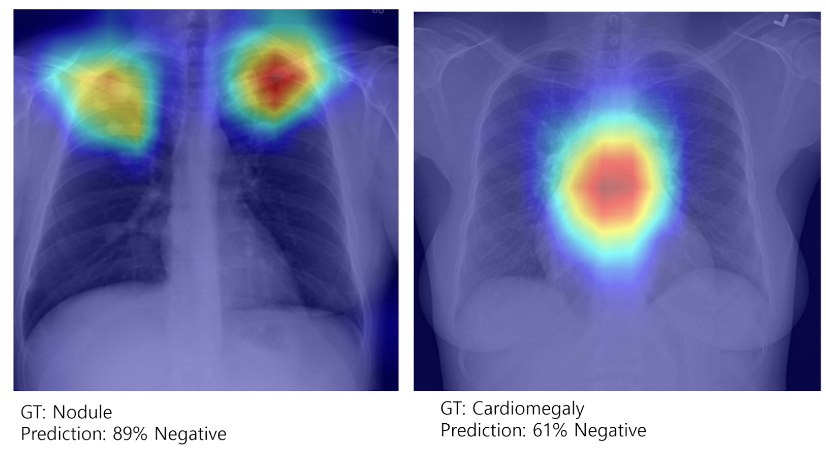 GT: Nodule
Prediction: 89% Negative
GT: Cardiomegaly
Prediction: 61% Negative